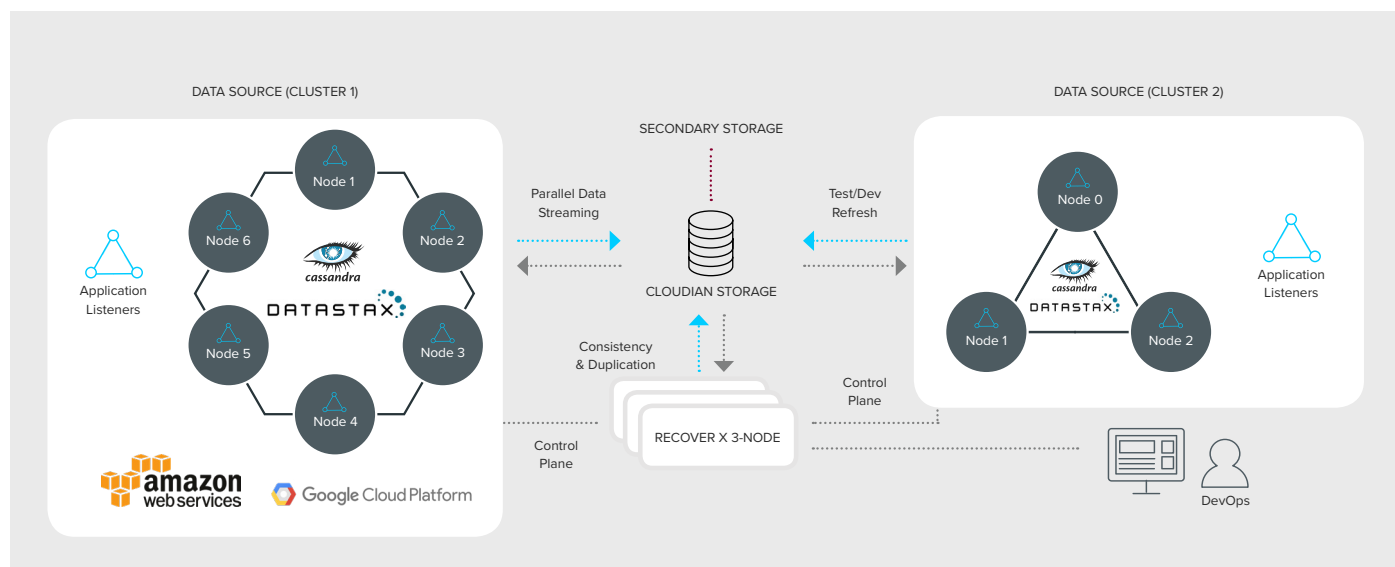 DATA SOURCE (CLUSTER 1)
Node 1
Node 2
Node 3
Node 4
Node 5
Node 6
cassandra
DATASTAX
Application
Listeners
amazon
web services
Google Cloud Platform
Parallel Data
Streaming
SECONDARY STORAGE
CLOUDIAN STORAGE
Test/Dev
Refresh
Consistency
& Duplication
RECOVER X 3-NODE
Control
Plane
Control
Plane
DATA SOURCE (CLUSTER 2)
Node 0
Node 1
Node 2
cassandra
DATASTAX
Application
Listeners
DevOps